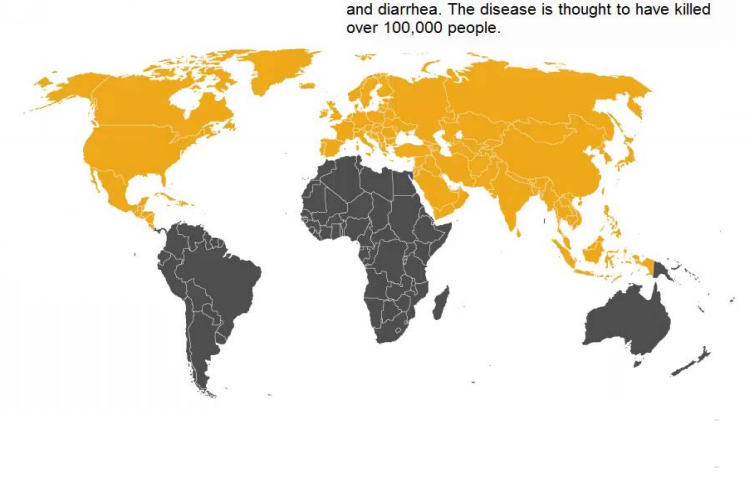 and diarrhea. The disease is thought to have killed
over 100,000 people.